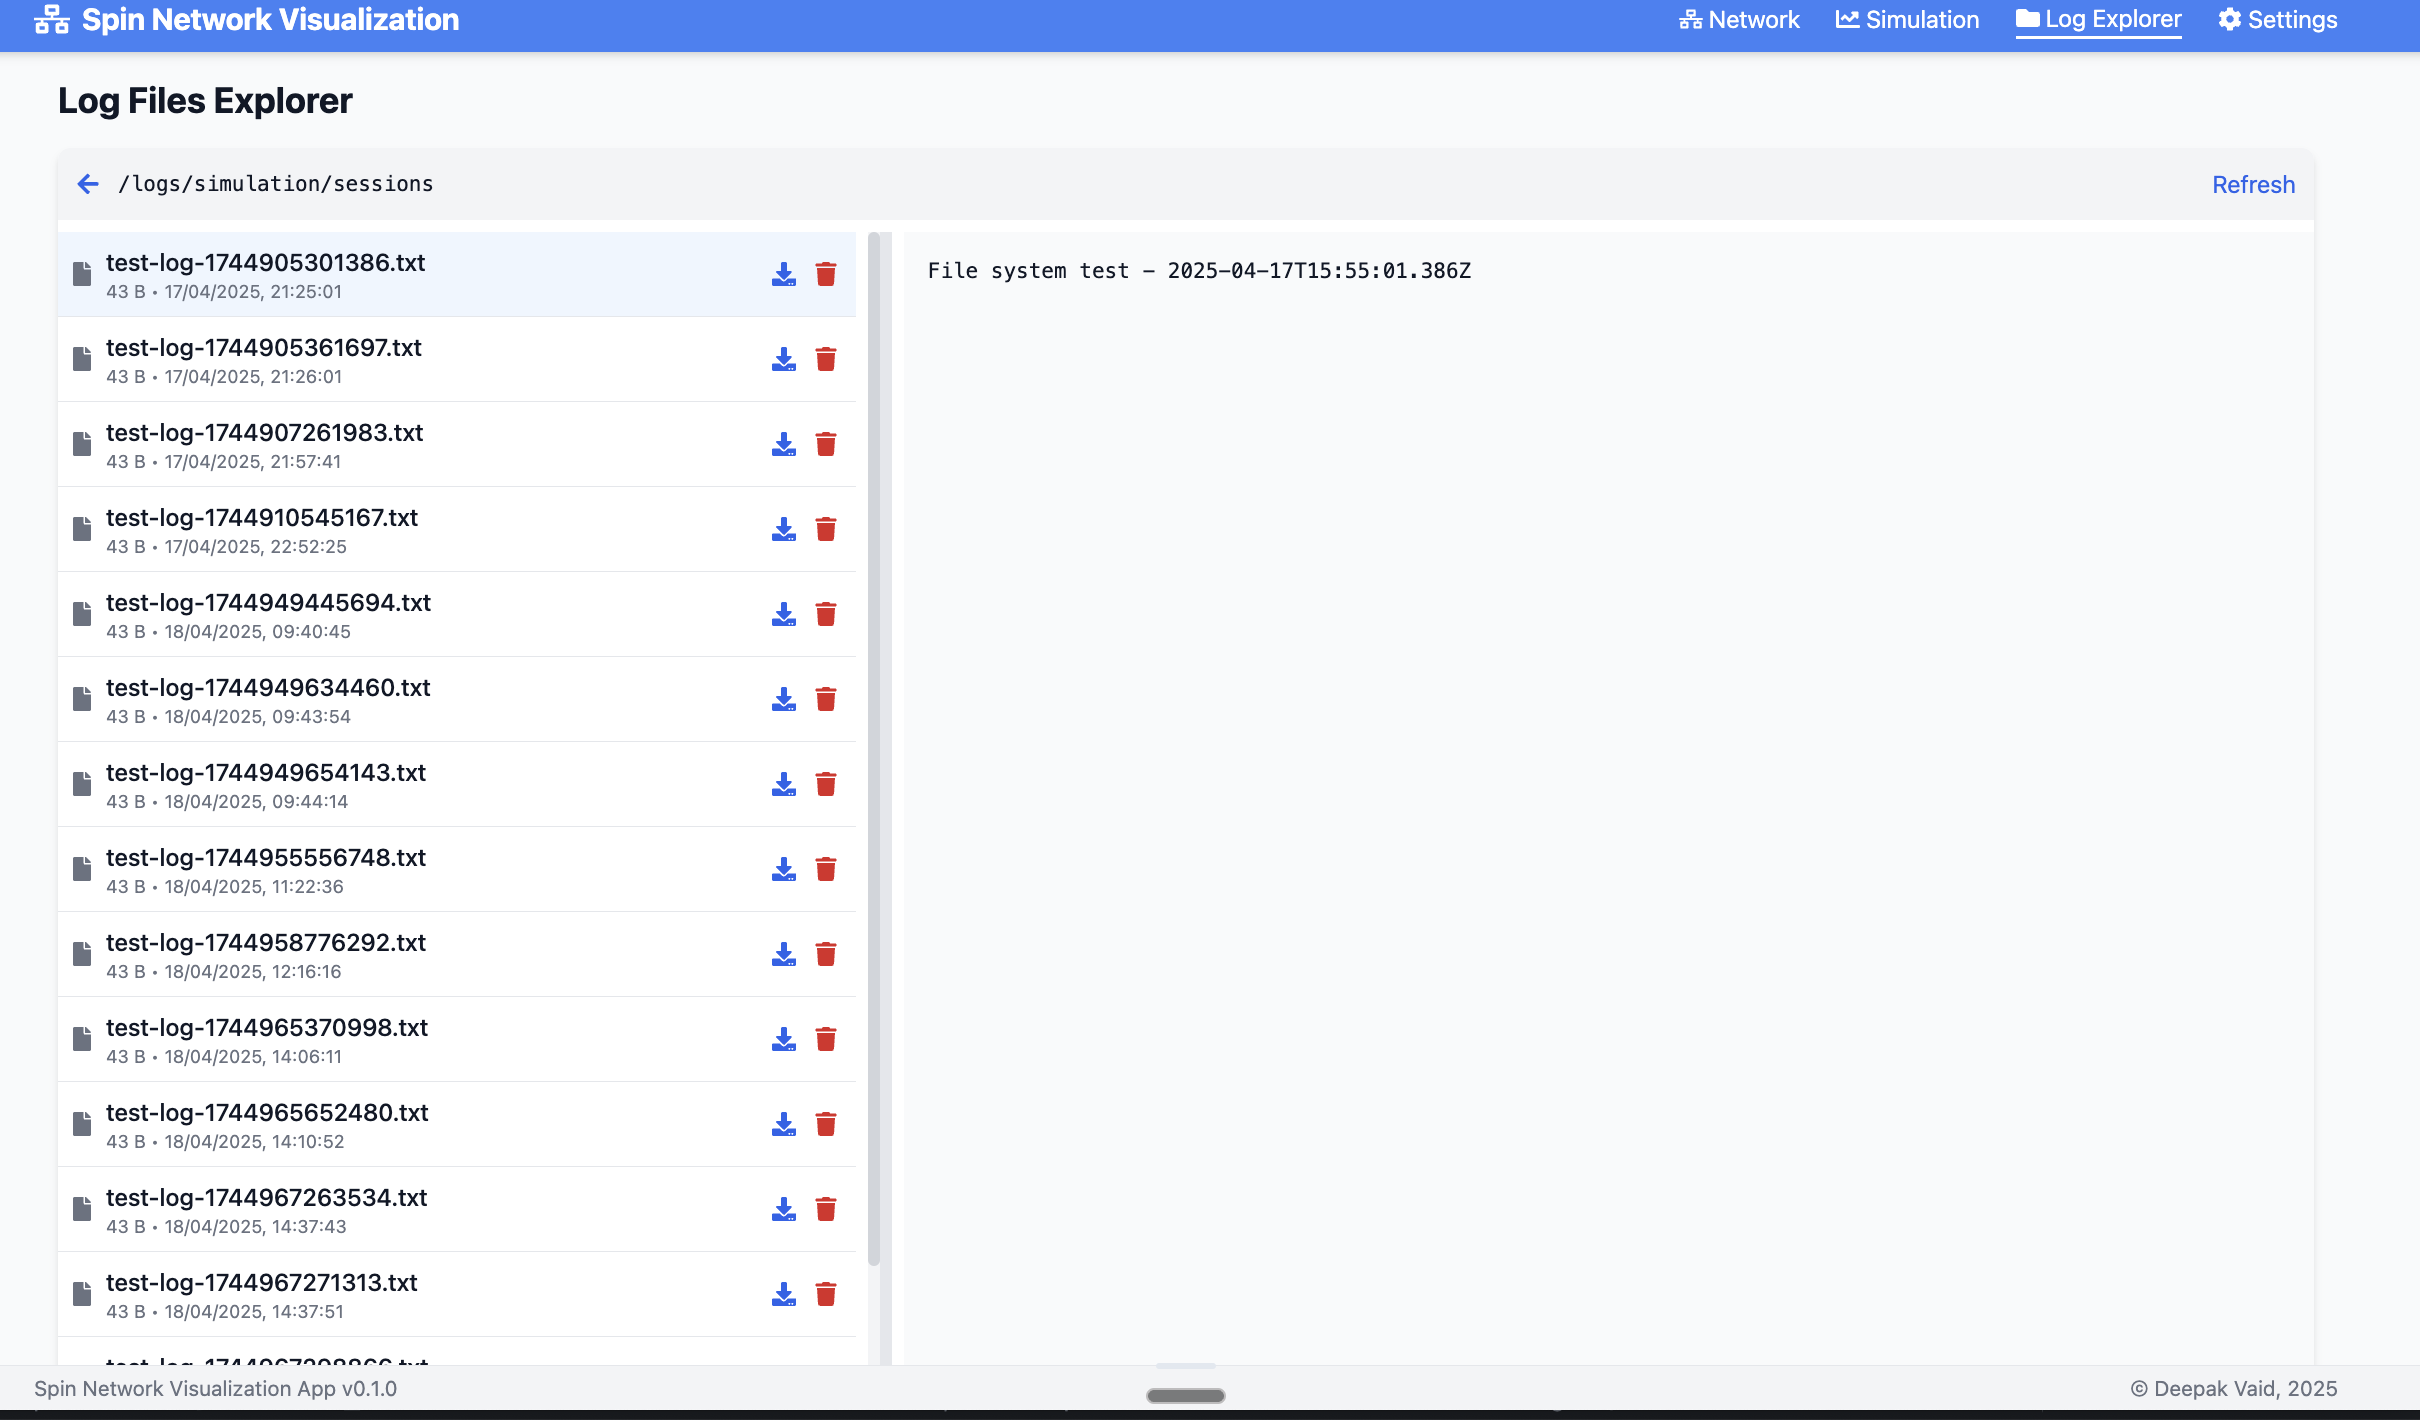 Spin Network Visualization
Network
Simulation
Log Explorer
Settings
Log Files Explorer
/logs/simulation/sessions
Refresh
test-log-1744905301386.txt
43 B • 17/04/2025, 21:25:01
test-log-1744905361697.txt
43 B • 17/04/2025, 21:26:01
test-log-1744907261983.txt
43 B • 17/04/2025, 21:57:41
test-log-1744910545167.txt
43 B • 17/04/2025, 22:52:25
test-log-1744949445694.txt
43 B • 18/04/2025, 09:40:45
test-log-1744949634460.txt
43 B • 18/04/2025, 09:43:54
test-log-1744949654143.txt
43 B • 18/04/2025, 09:44:14
test-log-1744955556748.txt
43 B • 18/04/2025, 11:22:36
test-log-1744958776292.txt
43 B • 18/04/2025, 12:16:16
test-log-1744965370998.txt
43 B • 18/04/2025, 14:06:11
test-log-1744965652480.txt
43 B • 18/04/2025, 14:10:52
test-log-1744967263534.txt
43 B • 18/04/2025, 14:37:43
test-log-1744967271313.txt
43 B • 18/04/2025, 14:37:51
File system test - 2025-04-17T15:55:01.386Z
Spin Network Visualization App v0.1.0
© Deepak Vaid, 2025